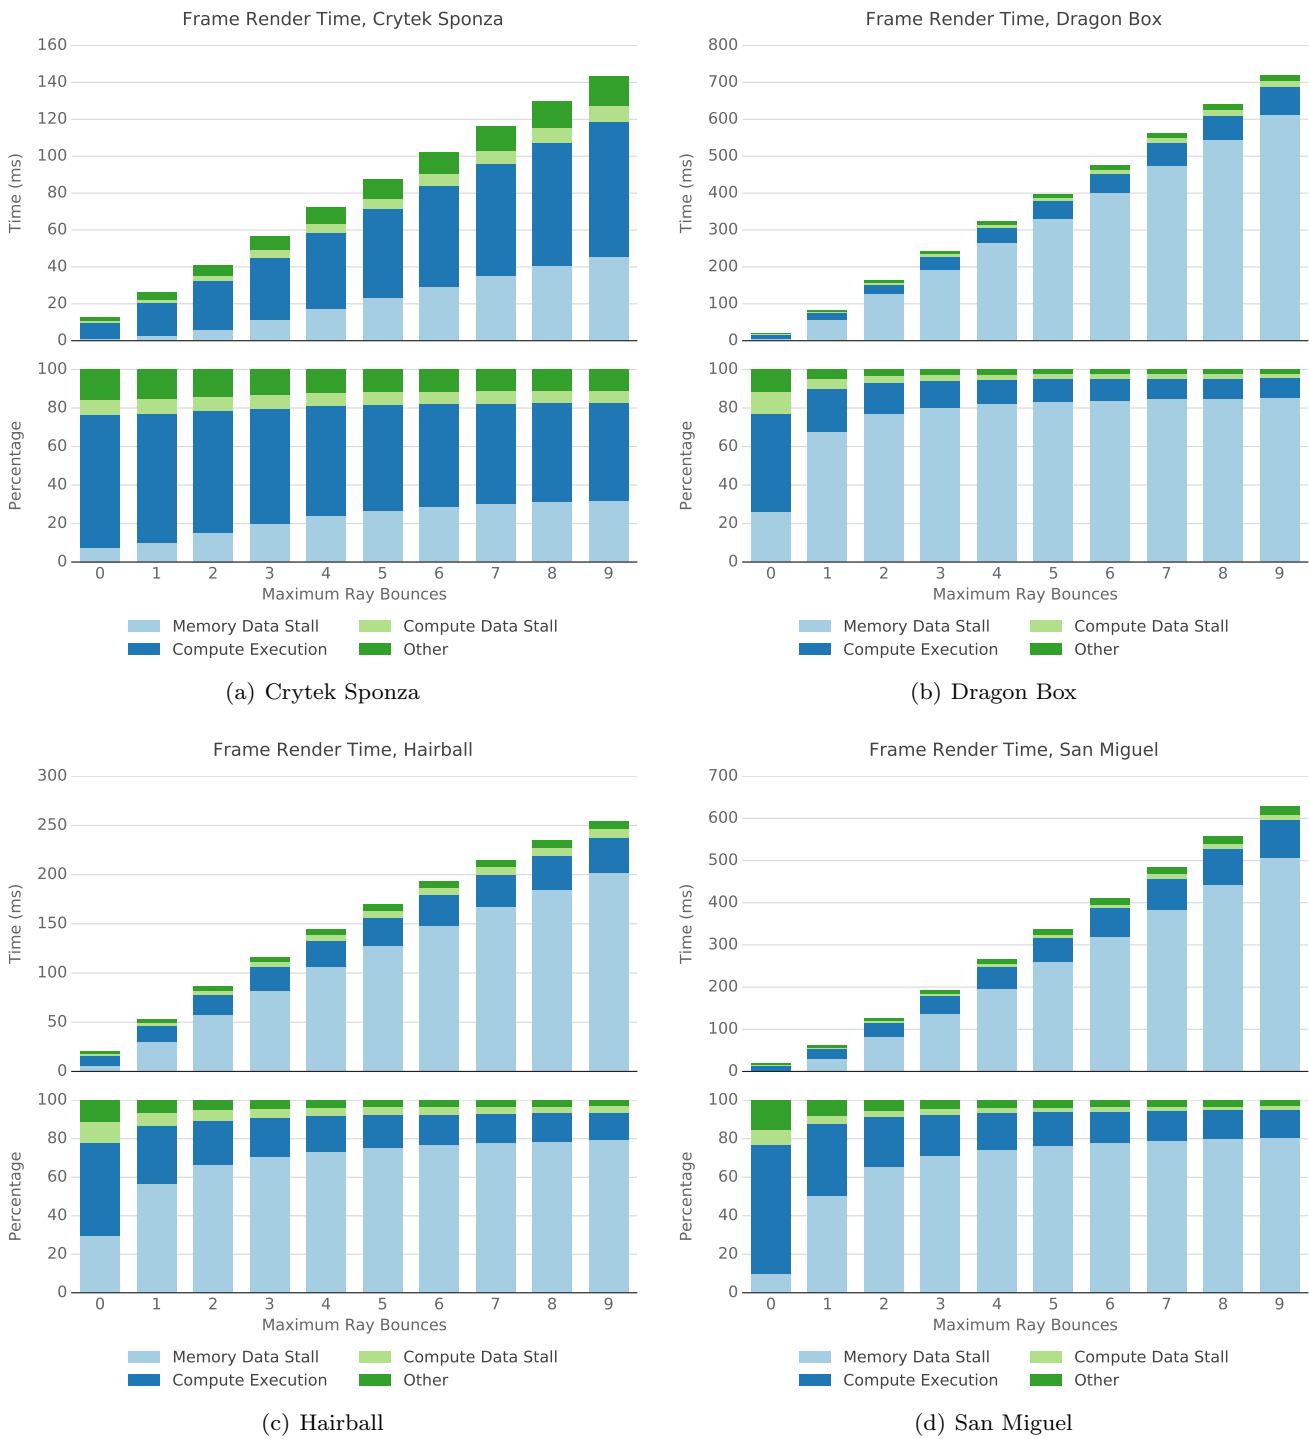 Frame Render Time, Crytek Sponza
160
140
120
100
80
60
40
20
0
Time (ms)
100
80
60
40
20
0
Percentage
0 1 2 3 4 5 6 7 8 9
Maximum Ray Bounces
Memory Data Stall Compute Data Stall
Compute Execution Other
(a) Crytek Sponza
Frame Render Time, Dragon Box
800
700
600
500
400
300
200
100
0
Time (ms)
100
80
60
40
20
0
Percentage
0 1 2 3 4 5 6 7 8 9
Maximum Ray Bounces
Memory Data Stall Compute Data Stall
Compute Execution Other
(b) Dragon Box
Frame Render Time, Hairball
300
250
200
150
100
50
0
Time (ms)
100
80
60
40
20
0
Percentage
0 1 2 3 4 5 6 7 8 9
Maximum Ray Bounces
Memory Data Stall Compute Data Stall
Compute Execution Other
(c) Hairball
Frame Render Time, San Miguel
700
600
500
400
300
200
100
0
Time (ms)
100
80
60
40
20
0
Percentage
0 1 2 3 4 5 6 7 8 9
Maximum Ray Bounces
Memory Data Stall Compute Data Stall
Compute Execution Other
(d) San Miguel